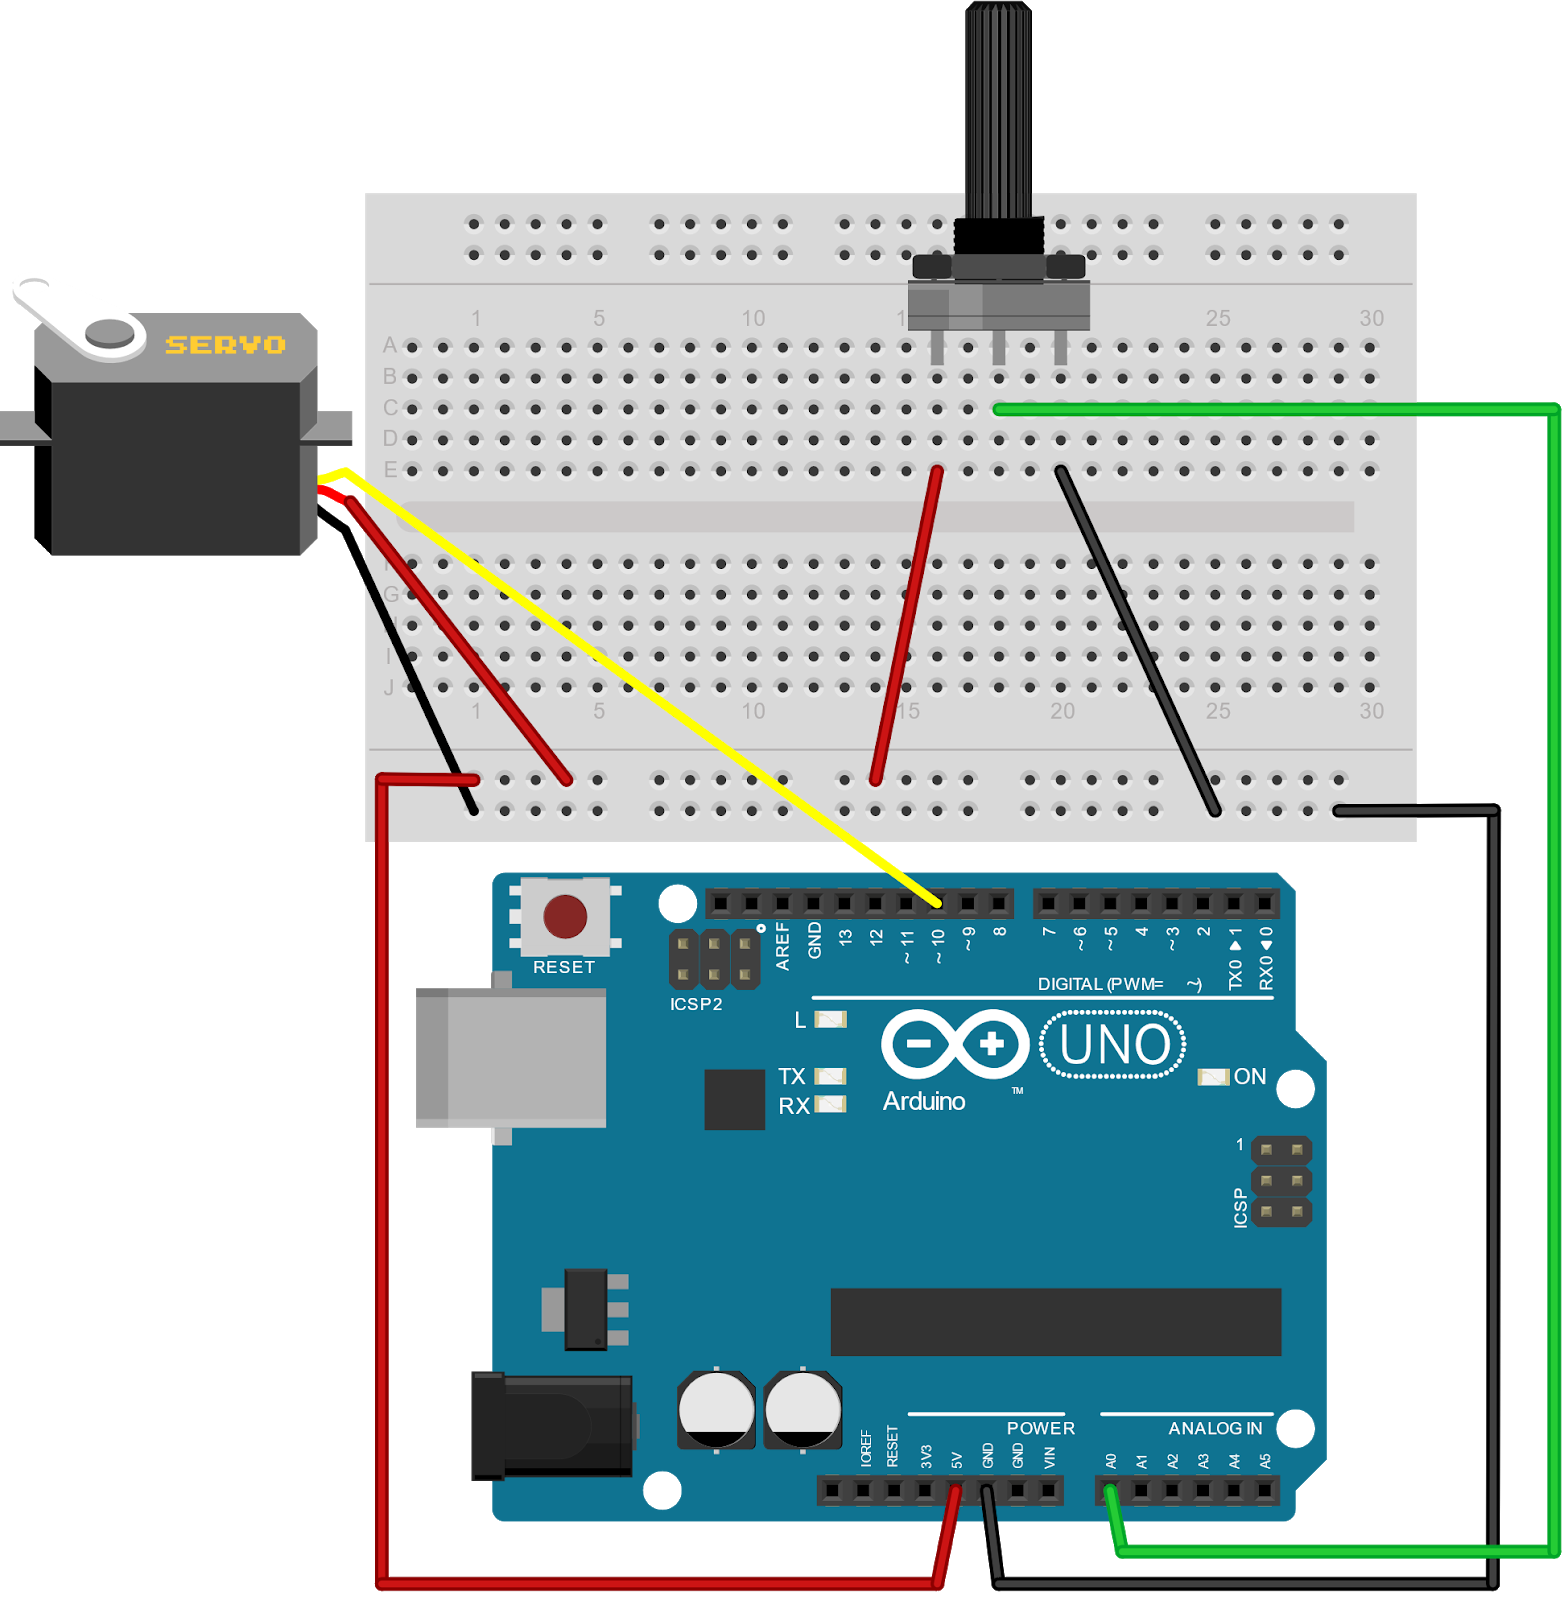 SERVO
1 5 10 1 25 30
A
B
C
D
E
G
I
J
1 5 10 15 20 25 30
RESET
ICSP2
AREF
GND
13
12
~11
~10
~9
8
7
~6
~5
4
~3
2
TX0 ▶ 1
RX0 ◀ 0
DIGITAL (PWM= ~)
L
TX
RX
UNO
ON
Arduino
TM
1
ICSP
POWER
ANALOG IN
IOREF
RESET
3V3
5V
GND
GND
VIN
A0
A1
A2
A3
A4
A5